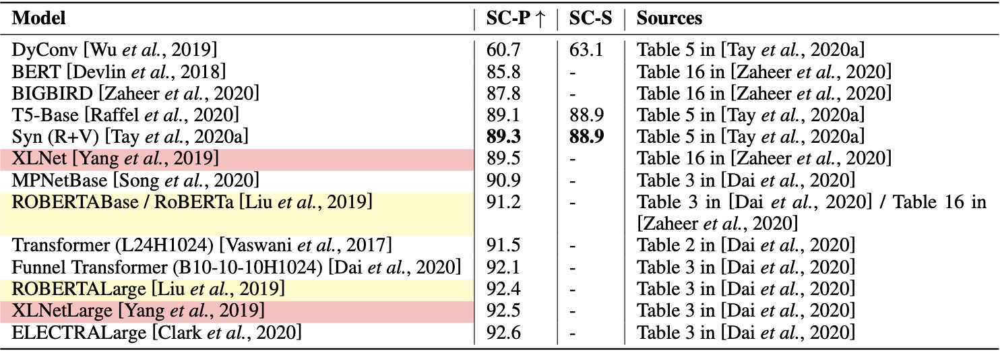 Model SC-P ↑ SC-S Sources
DyConv [Wu et al., 2019] 60.7 63.1 Table 5 in [Tay et al., 2020a]
BERT [Devlin et al., 2018] 85.8 - Table 16 in [Zaheer et al., 2020]
BIGBIRD [Zaheer et al., 2020] 87.8 - Table 16 in [Zaheer et al., 2020]
T5-Base [Raffel et al., 2020] 89.1 88.9 Table 5 in [Tay et al., 2020a]
Syn (R+V) [Tay et al., 2020a] 89.3 88.9 Table 5 in [Tay et al., 2020a]
XLNet [Yang et al., 2019] 89.5 - Table 16 in [Zaheer et al., 2020]
MPNetBase [Song et al., 2020] 90.9 - Table 3 in [Dai et al., 2020]
ROBERTABase / RoBERTa [Liu et al., 2019] 91.2 - Table 3 in [Dai et al., 2020] / Table 16 in
[Zaheer et al., 2020]
Transformer (L24H1024) [Vaswani et al., 2017] 91.5 - Table 2 in [Dai et al., 2020]
Funnel Transformer (B10-10-10H1024) [Dai et al., 2020] 92.1 - Table 3 in [Dai et al., 2020]
ROBERTALarge [Liu et al., 2019] 92.4 - Table 3 in [Dai et al., 2020]
XLNetLarge [Yang et al., 2019] 92.5 - Table 3 in [Dai et al., 2020]
ELECTRALarge [Clark et al., 2020] 92.6 - Table 3 in [Dai et al., 2020]